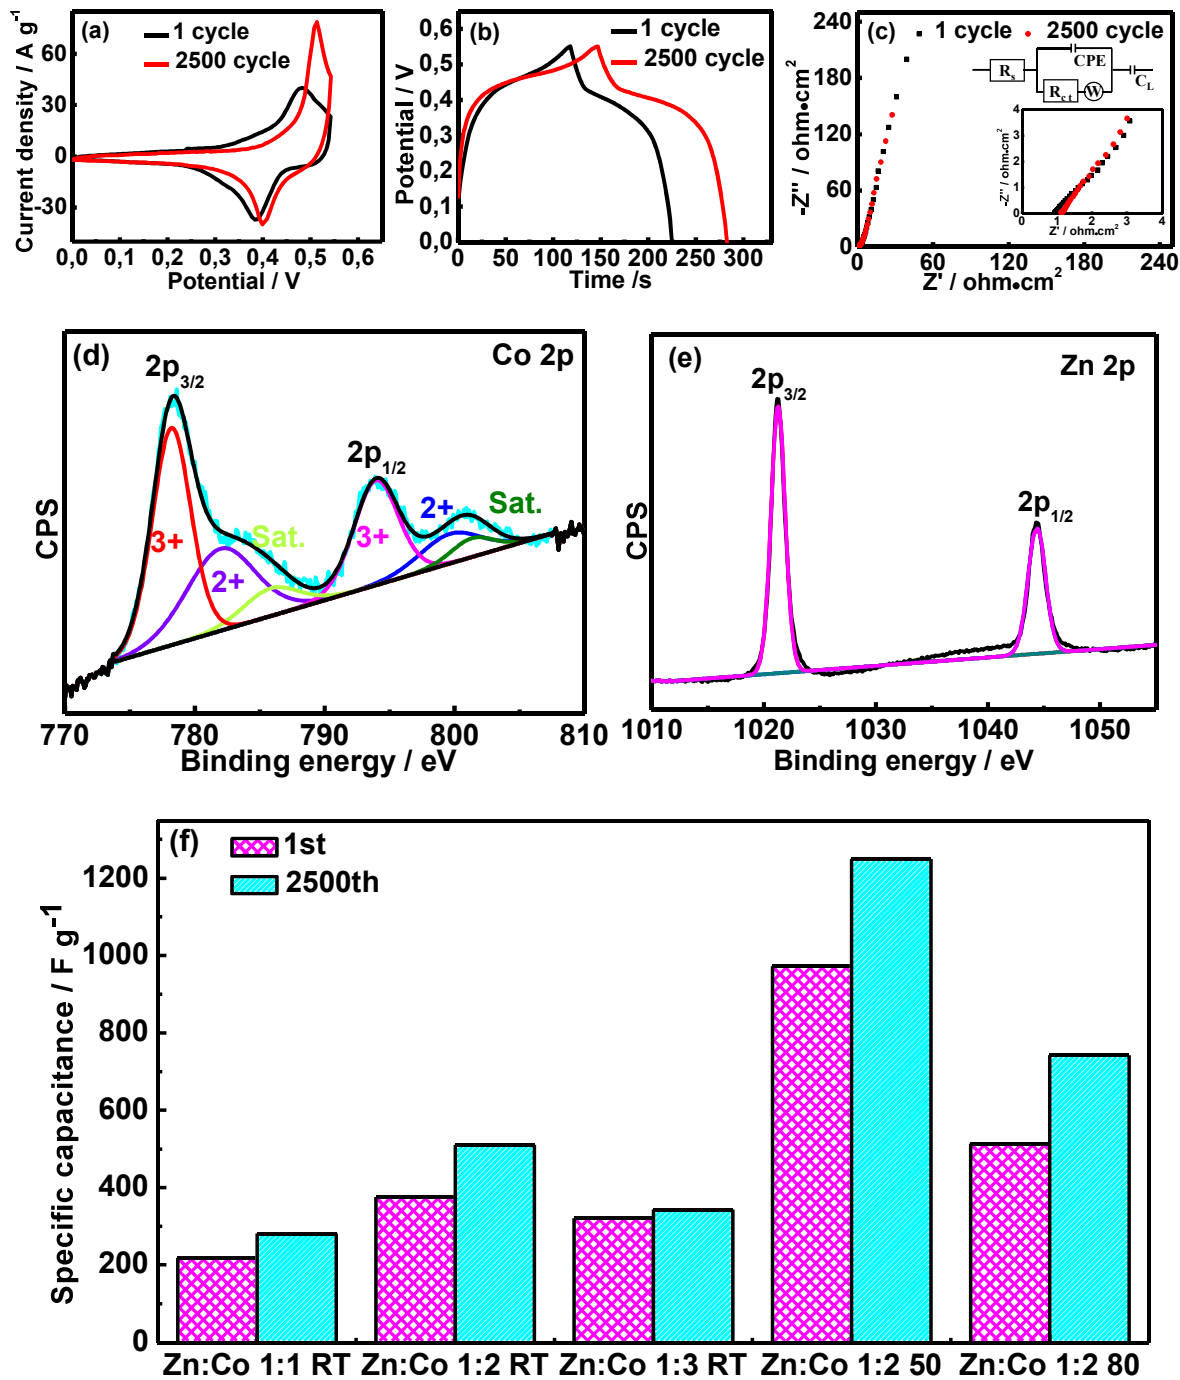 (a)
1 cycle
2500 cycle
Current density / A g⁻¹
60
30
0
-30
0,0 0,1 0,2 0,3 0,4 0,5 0,6
Potential / V
(b)
1 cycle
2500 cycle
Potential / V
0,6
0,5
0,4
0,3
0,2
0,1
0,0
0 50 100 150 200 250 300
Time /s
(c)
1 cycle 2500 cycle
-Z'' / ohm•cm²
240
180
120
60
0
0 60 120 180 240
Z' / ohm•cm²
Rs
CPE
Rct
W
CL
-Z'' / ohm•cm²
4
3
2
1
0
0 1 2 3 4
Z' / ohm•cm²
(d)
Co 2p
2p3/2
2p1/2
3+
2+
Sat.
3+
2+
Sat.
CPS
770 780 790 800 810
Binding energy / eV
(e)
Zn 2p
2p3/2
2p1/2
CPS
1010 1020 1030 1040 1050
Binding energy / eV
(f)
1st
2500th
Specific capacitance / F g⁻¹
1200
1000
800
600
400
200
0
Zn:Co 1:1 RT Zn:Co 1:2 RT Zn:Co 1:3 RT Zn:Co 1:2 50 Zn:Co 1:2 80